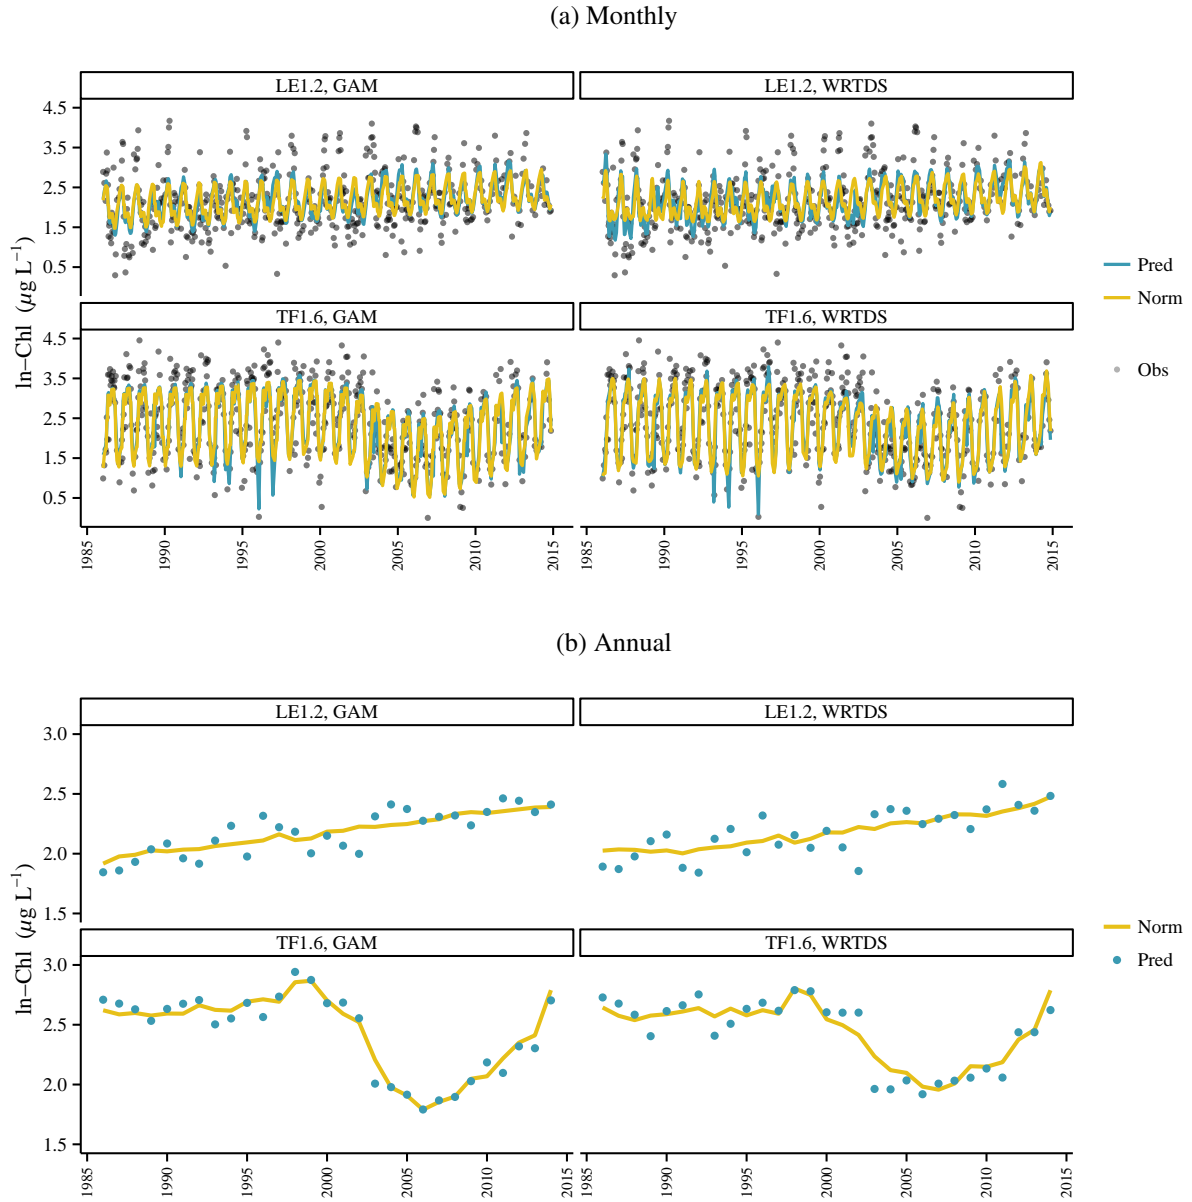 (a) Monthly
LE1.2, GAM
LE1.2, WRTDS
4.5
3.5
2.5
1.5
0.5
TF1.6, GAM
TF1.6, WRTDS
4.5
3.5
2.5
1.5
0.5
ln−Chl (μg L⁻¹)
1985
1990
1995
2000
2005
2010
2015
1985
1990
1995
2000
2005
2010
2015
Pred
Norm
Obs
(b) Annual
LE1.2, GAM
LE1.2, WRTDS
3.0
2.5
2.0
1.5
TF1.6, GAM
TF1.6, WRTDS
3.0
2.5
2.0
1.5
ln−Chl (μg L⁻¹)
1985
1990
1995
2000
2005
2010
2015
1985
1990
1995
2000
2005
2010
2015
Norm
Pred